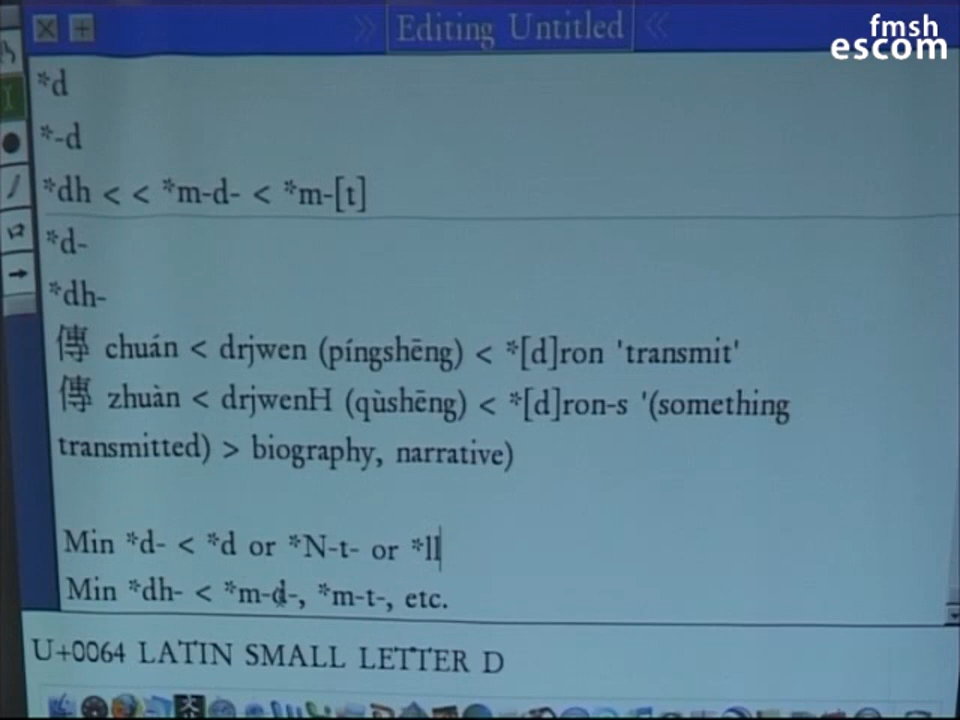 Editing Untitled
fmsh
escom
*d
*-d
*dh < < *m-d- < *m-[t]
*d-
*dh-
傳 chuán < drjwen (píngshēng) < *[d]ron 'transmit'
傳 zhuàn < drjwenH (qùshēng) < *[d]ron-s '(something
transmitted) > biography, narrative)
Min *d- < *d or *N-t- or *ll
Min *dh- < *m-d-, *m-t-, etc.
U+0064 LATIN SMALL LETTER D